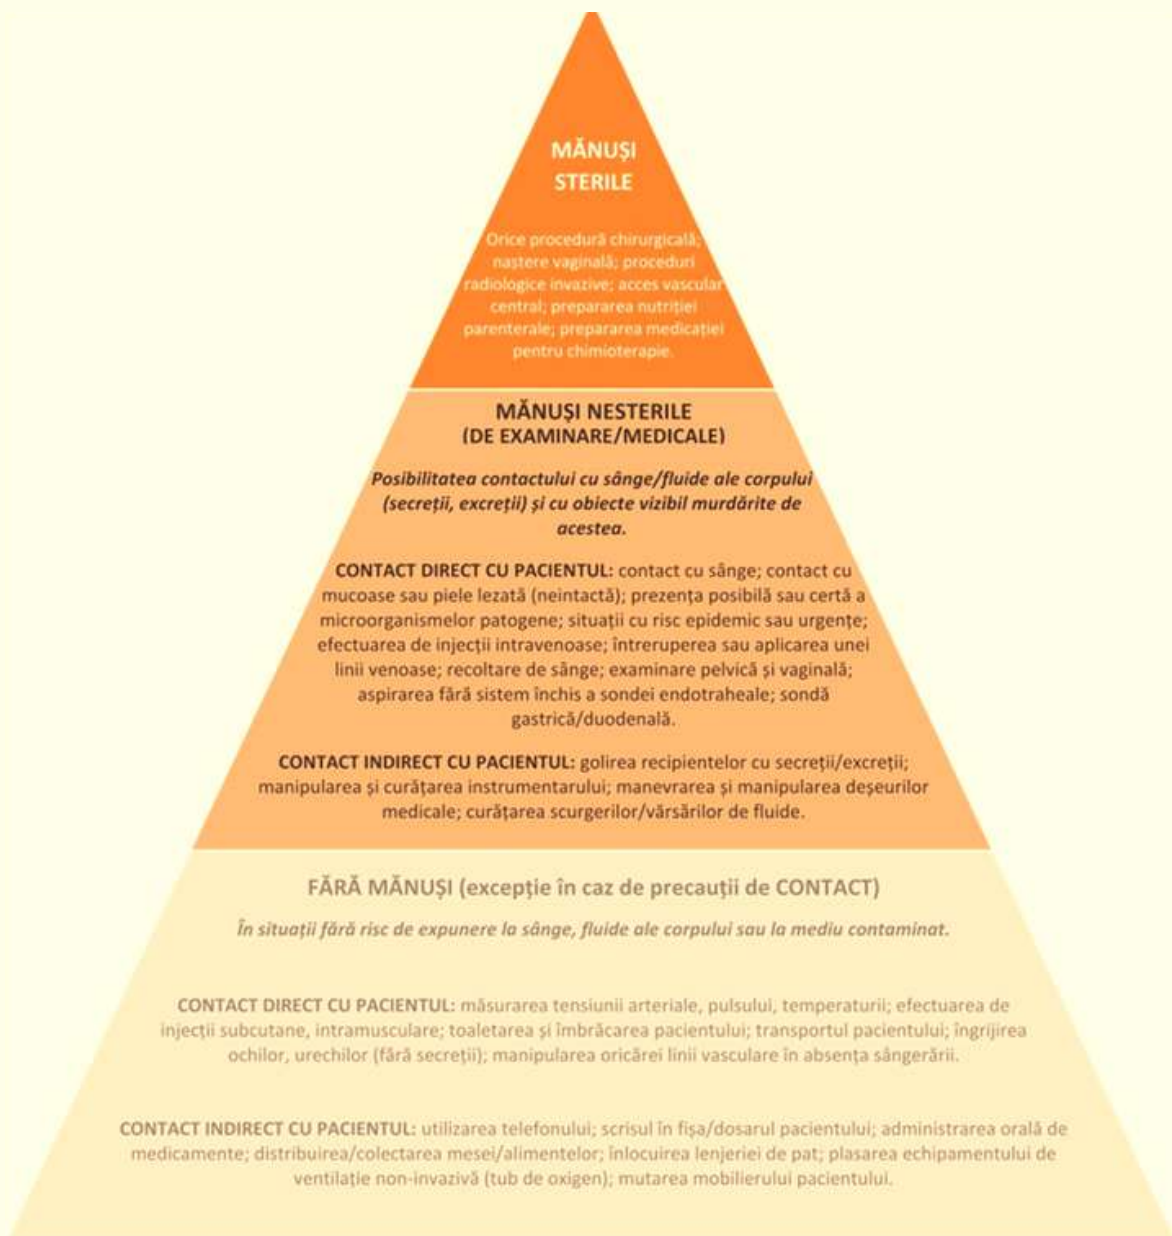 MĂNUȘI
STERILE
Orice procedură chirurgicală;
naștere vaginală; proceduri
radiologice invazive; acces vascular
central; prepararea nutriției
parenterale; prepararea medicației
pentru chimioterapie.
MĂNUȘI NESTERILE
(DE EXAMINARE/MEDICALE)
Posibilitatea contactului cu sânge/fluide ale corpului
(secreții, excreții) și cu obiecte vizibil murdărite de
acestea.
CONTACT DIRECT CU PACIENTUL: contact cu sânge; contact cu
mucoase sau piele lezată (neintactă); prezența posibilă sau certă a
microorganismelor patogene; situații cu risc epidemic sau urgențe;
efectuarea de injecții intravenoase; întreruperea sau aplicarea unei
linii venoase; recoltare de sânge; examinare pelvică și vaginală;
aspirarea fără sistem închis a sondei endotraheale; sondă
gastrică/duodenală.
CONTACT INDIRECT CU PACIENTUL: golirea recipientelor cu secreții/excreții;
manipularea și curățarea instrumentarului; manevrarea și manipularea deșeurilor
medicale; curățarea scurgerilor/vărsărilor de fluide.
FĂRĂ MĂNUȘI (excepție în caz de precauții de CONTACT)
În situații fără risc de expunere la sânge, fluide ale corpului sau la mediu contaminat.
CONTACT DIRECT CU PACIENTUL: măsurarea tensiunii arteriale, pulsului, temperaturii; efectuarea de
injecții subcutane, intramusculare; toaletarea și îmbrăcarea pacientului; transportul pacientului; îngrijirea
ochilor, urechilor (fără secreții); manipularea oricărei linii vasculare în absența sângerării.
CONTACT INDIRECT CU PACIENTUL: utilizarea telefonului; scrisul în fișa/dosarul pacientului; administrarea orală de
medicamente; distribuirea/colectarea mesei/alimentelor; înlocuirea lenjeriei de pat; plasarea echipamentului de
ventilație non-invazivă (tub de oxigen); mutarea mobilierului pacientului.